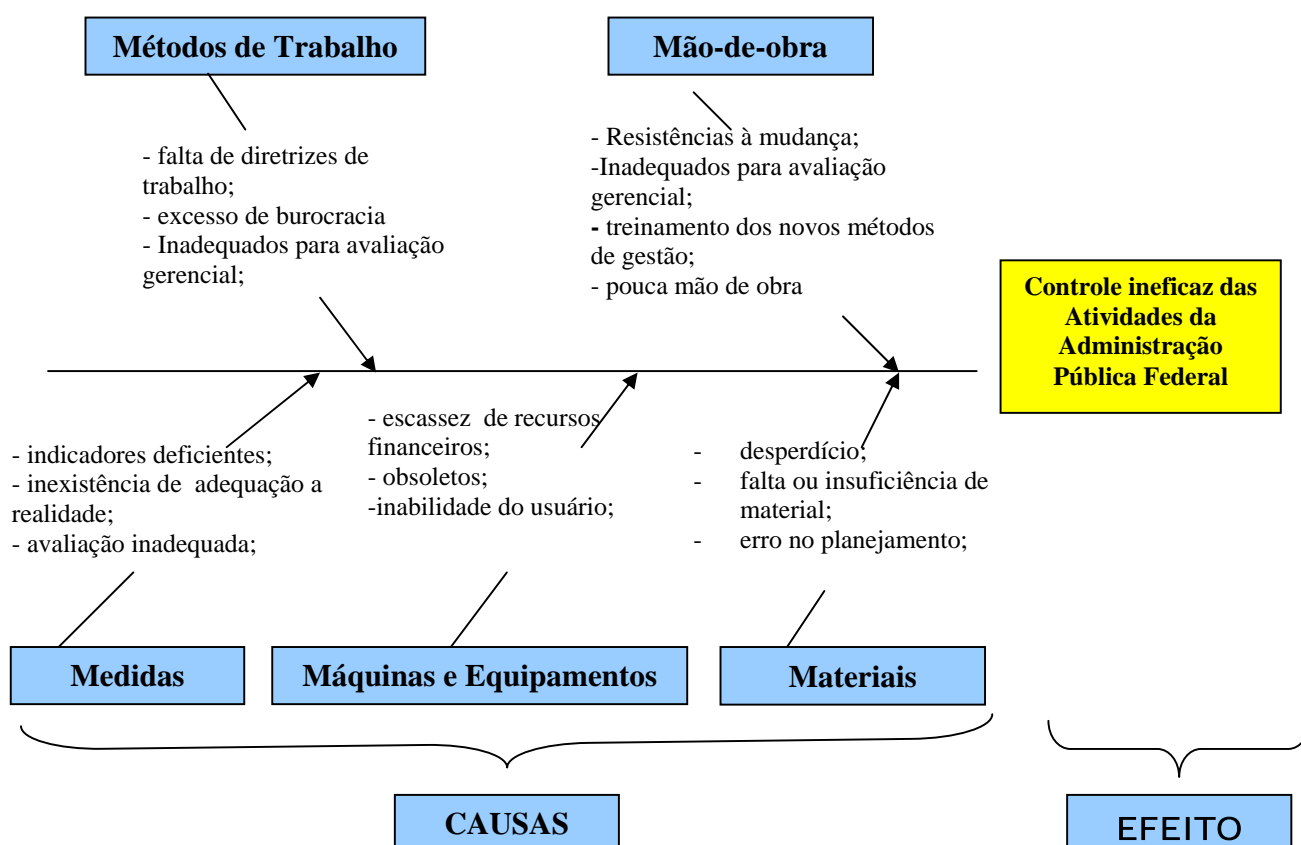 Métodos de Trabalho
Mão-de-obra
- falta de diretrizes de
trabalho;
- excesso de burocracia
- Inadequados para avaliação
gerencial;
- Resistências à mudança;
-Inadequados para avaliação
gerencial;
- treinamento dos novos métodos
de gestão;
- pouca mão de obra
Controle ineficaz das
Atividades da
Administração
Pública Federal
- indicadores deficientes;
- inexistência de adequação a
realidade;
- avaliação inadequada;
- escassez de recursos
financeiros;
- obsoletos;
-inabilidade do usuário;
- desperdício;
- falta ou insuficiência de
material;
- erro no planejamento;
Medidas
Máquinas e Equipamentos
Materiais
CAUSAS
EFEITO